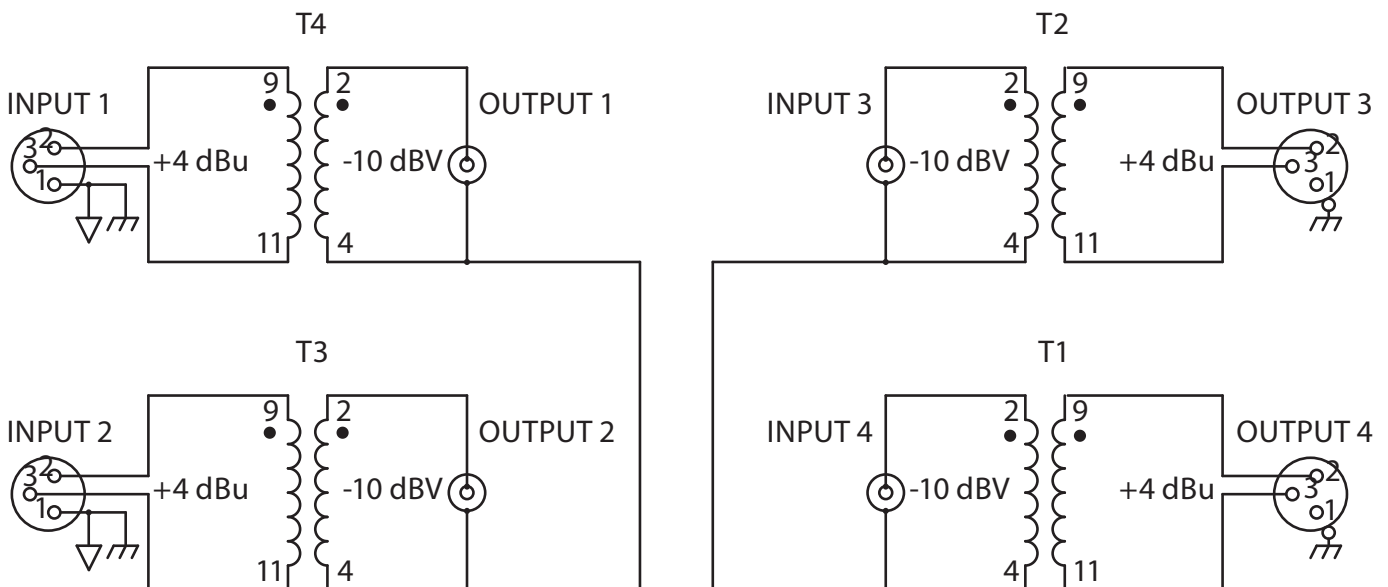 T4
T2
9
2
2
9
INPUT 1
OUTPUT 1
INPUT 3
OUTPUT 3
2
3
1
+4 dBu
-10 dBV
-10 dBV
+4 dBu
2
3
1
11
4
4
11
T3
T1
9
2
2
9
INPUT 2
OUTPUT 2
INPUT 4
OUTPUT 4
2
3
1
+4 dBu
-10 dBV
-10 dBV
+4 dBu
2
3
1
11
4
4
11